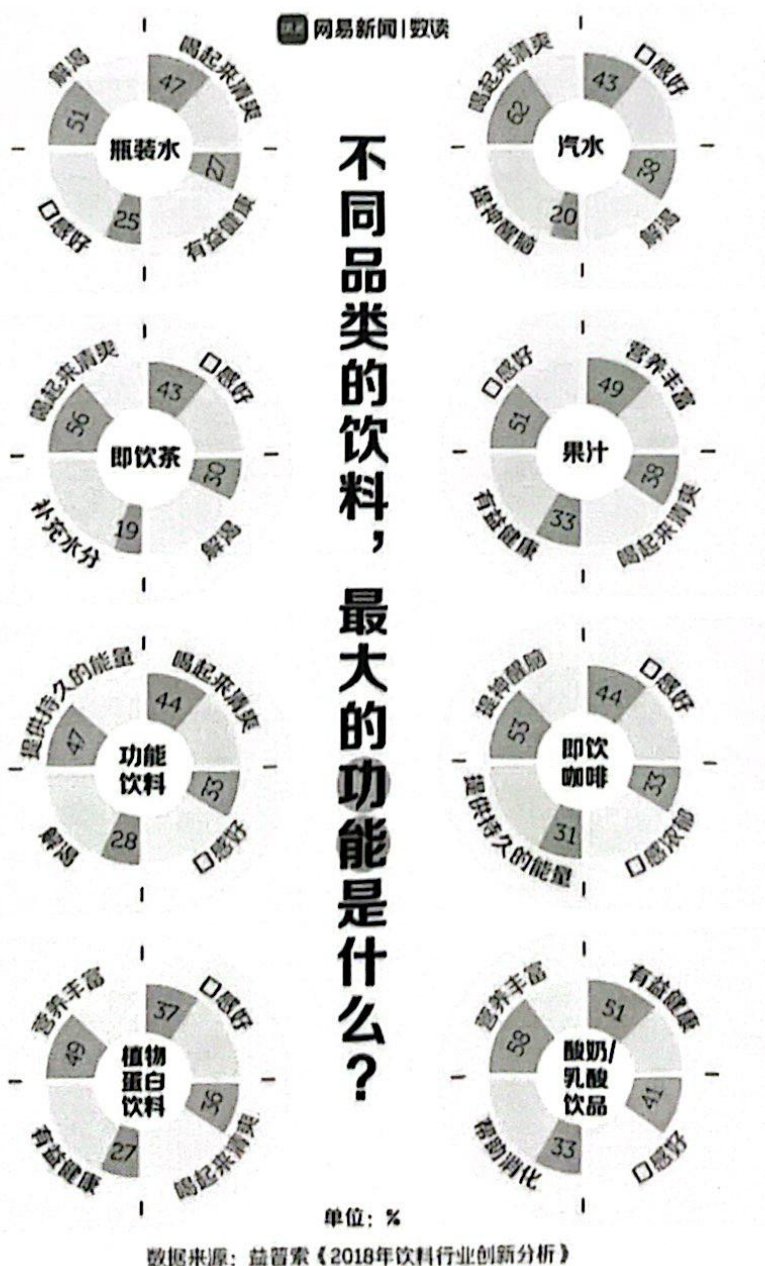 网易新闻|数读
不同品类的饮料，最大的功能是什么？
瓶装水
解渴
51
喝起来清爽
47
有益健康
27
口感好
25
汽水
喝起来清爽
62
口感好
43
解渴
38
提神醒脑
20
即饮茶
喝起来清爽
56
口感好
43
解渴
30
补充水分
19
果汁
口感好
51
营养丰富
49
喝起来清爽
38
有益健康
33
功能
饮料
提供持久的能量
47
喝起来清爽
44
口感好
33
解渴
28
即饮
咖啡
提神醒脑
53
口感好
44
口感浓郁
33
提供持久的能量
31
植物
蛋白
饮料
营养丰富
49
口感好
37
喝起来清爽
36
有益健康
27
酸奶/
乳酸
饮品
营养丰富
58
有益健康
51
口感好
41
帮助消化
33
单位：%
数据来源：益普索《2018年饮料行业创新分析》